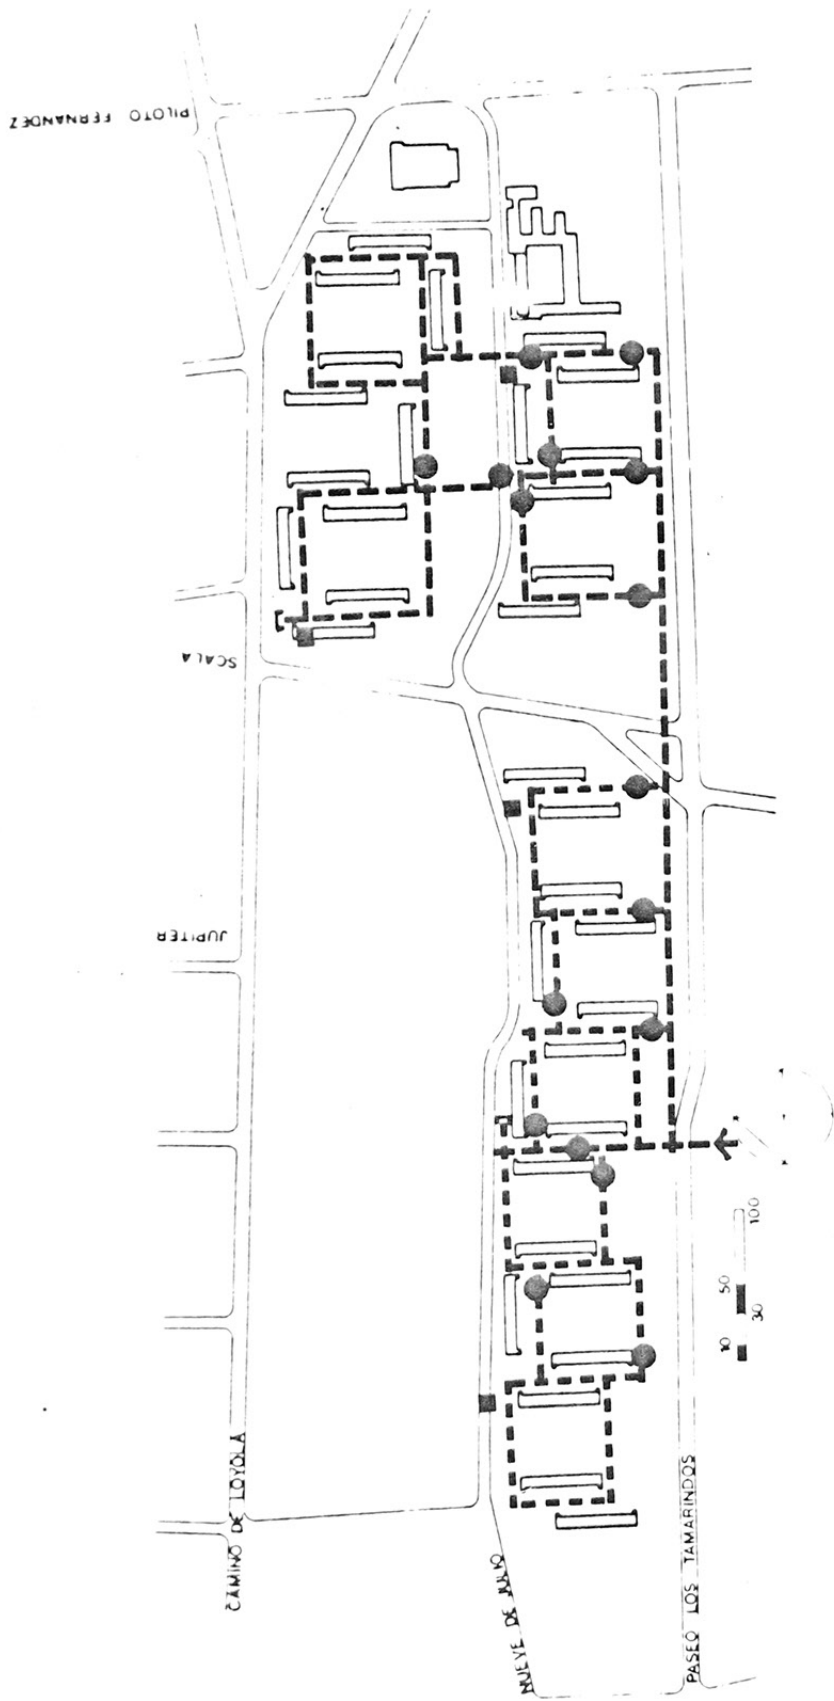 PILOTO FERNANDEZ
SCALA
JUPITER
CAMINO DE LOYOLA
NUEVE DE JULIO
PASEO LOS TAMARINDOS
10 50 100
30